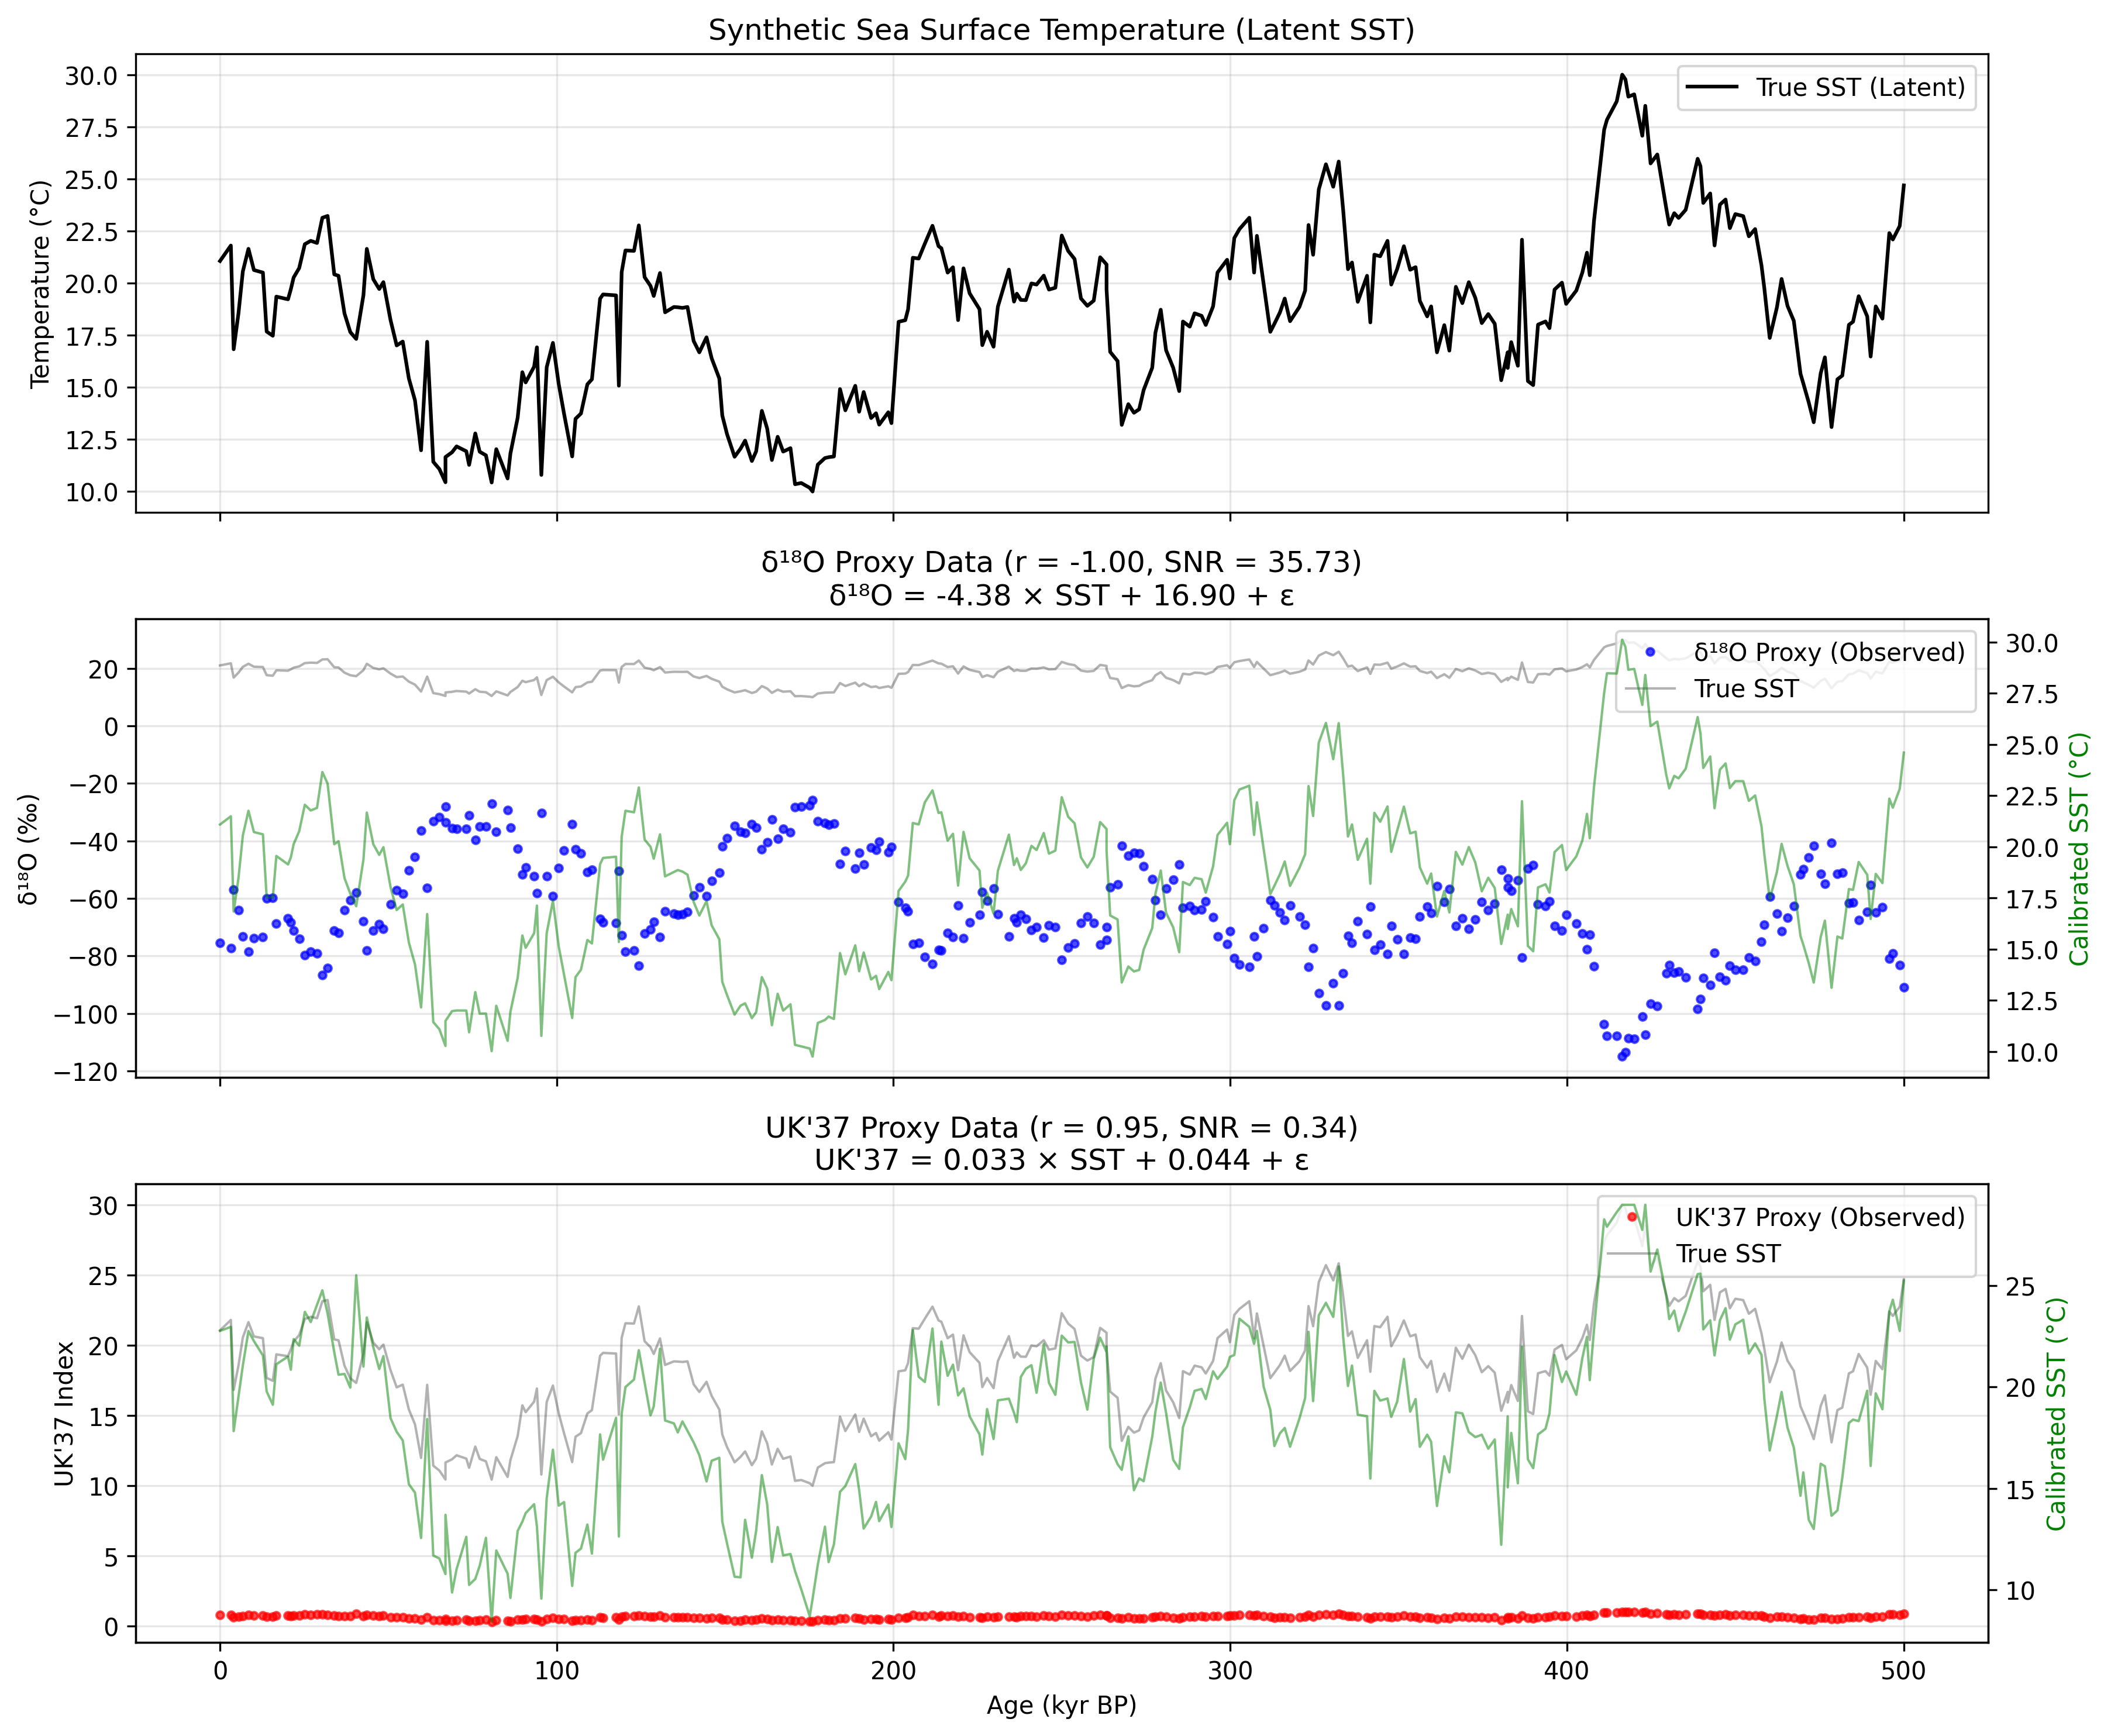 Synthetic Sea Surface Temperature (Latent SST)
30.0
27.5
25.0
22.5
20.0
17.5
15.0
12.5
10.0
Temperature (°C)
True SST (Latent)
δ¹⁸O Proxy Data (r = -1.00, SNR = 35.73)
δ¹⁸O = -4.38 × SST + 16.90 + ε
20
0
−20
−40
−60
−80
−100
−120
δ¹⁸O (‰)
δ¹⁸O Proxy (Observed)
True SST
30.0
27.5
25.0
22.5
20.0
17.5
15.0
12.5
10.0
Calibrated SST (°C)
UK'37 Proxy Data (r = 0.95, SNR = 0.34)
UK'37 = 0.033 × SST + 0.044 + ε
30
25
20
15
10
5
0
UK'37 Index
UK'37 Proxy (Observed)
True SST
25
20
15
10
Calibrated SST (°C)
0 100 200 300 400 500
Age (kyr BP)